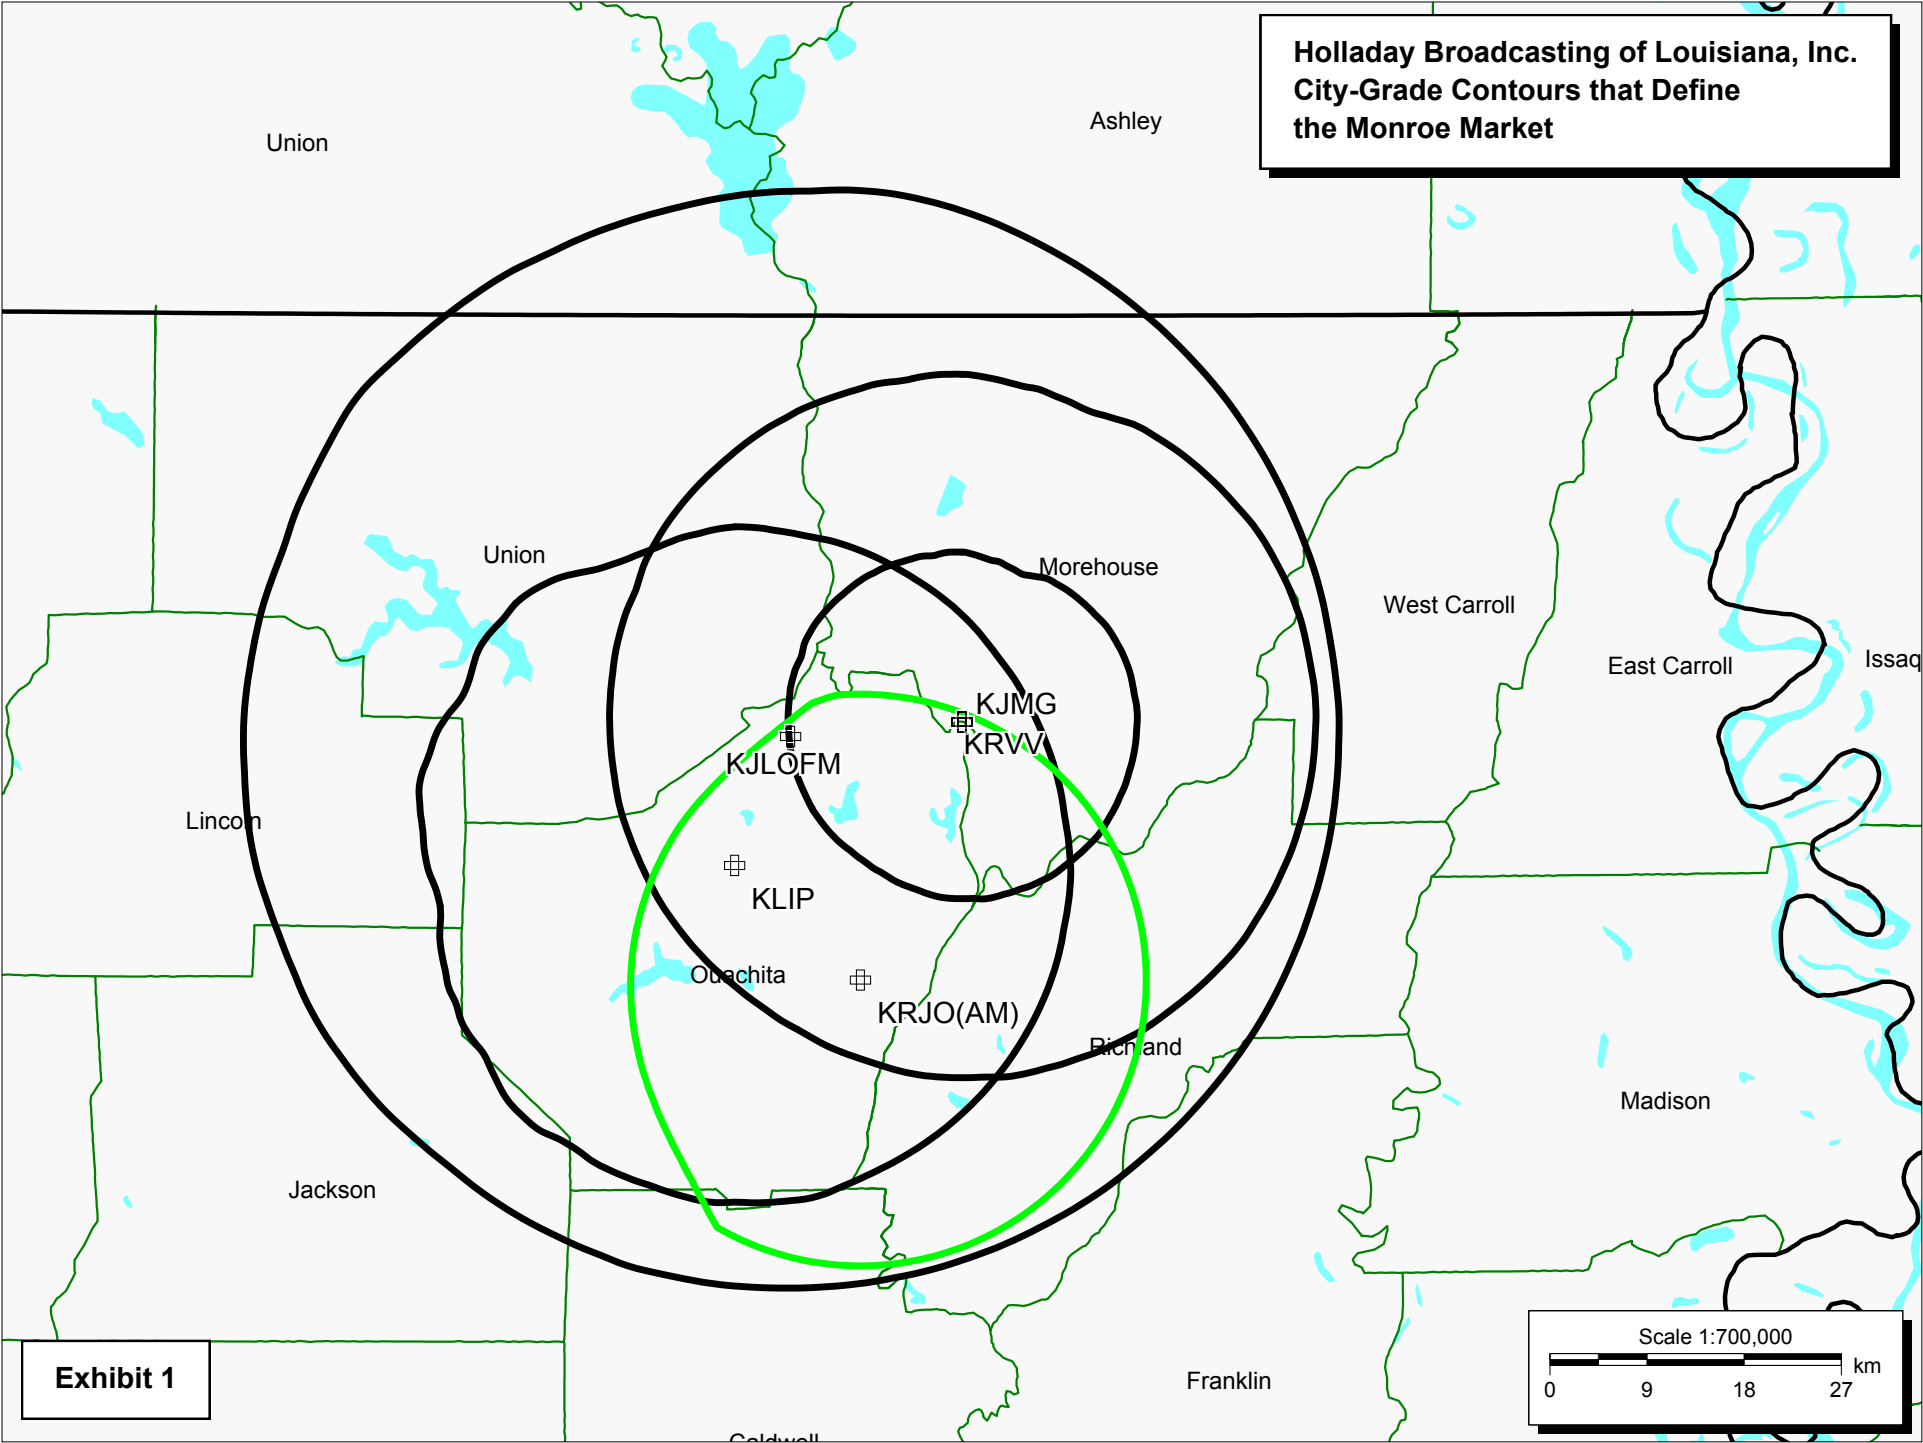 Holladay Broadcasting of Louisiana, Inc.
City-Grade Contours that Define
the Monroe Market
Union
Ashley
Union
Morehouse
West Carroll
East Carroll
Issaq
KJMG
KRVV
KJLOFM
Lincoln
KLIP
Ouachita
KRJO(AM)
Richland
Madison
Jackson
Franklin
Caldwell
Exhibit 1
Scale 1:700,000
km
0 9 18 27